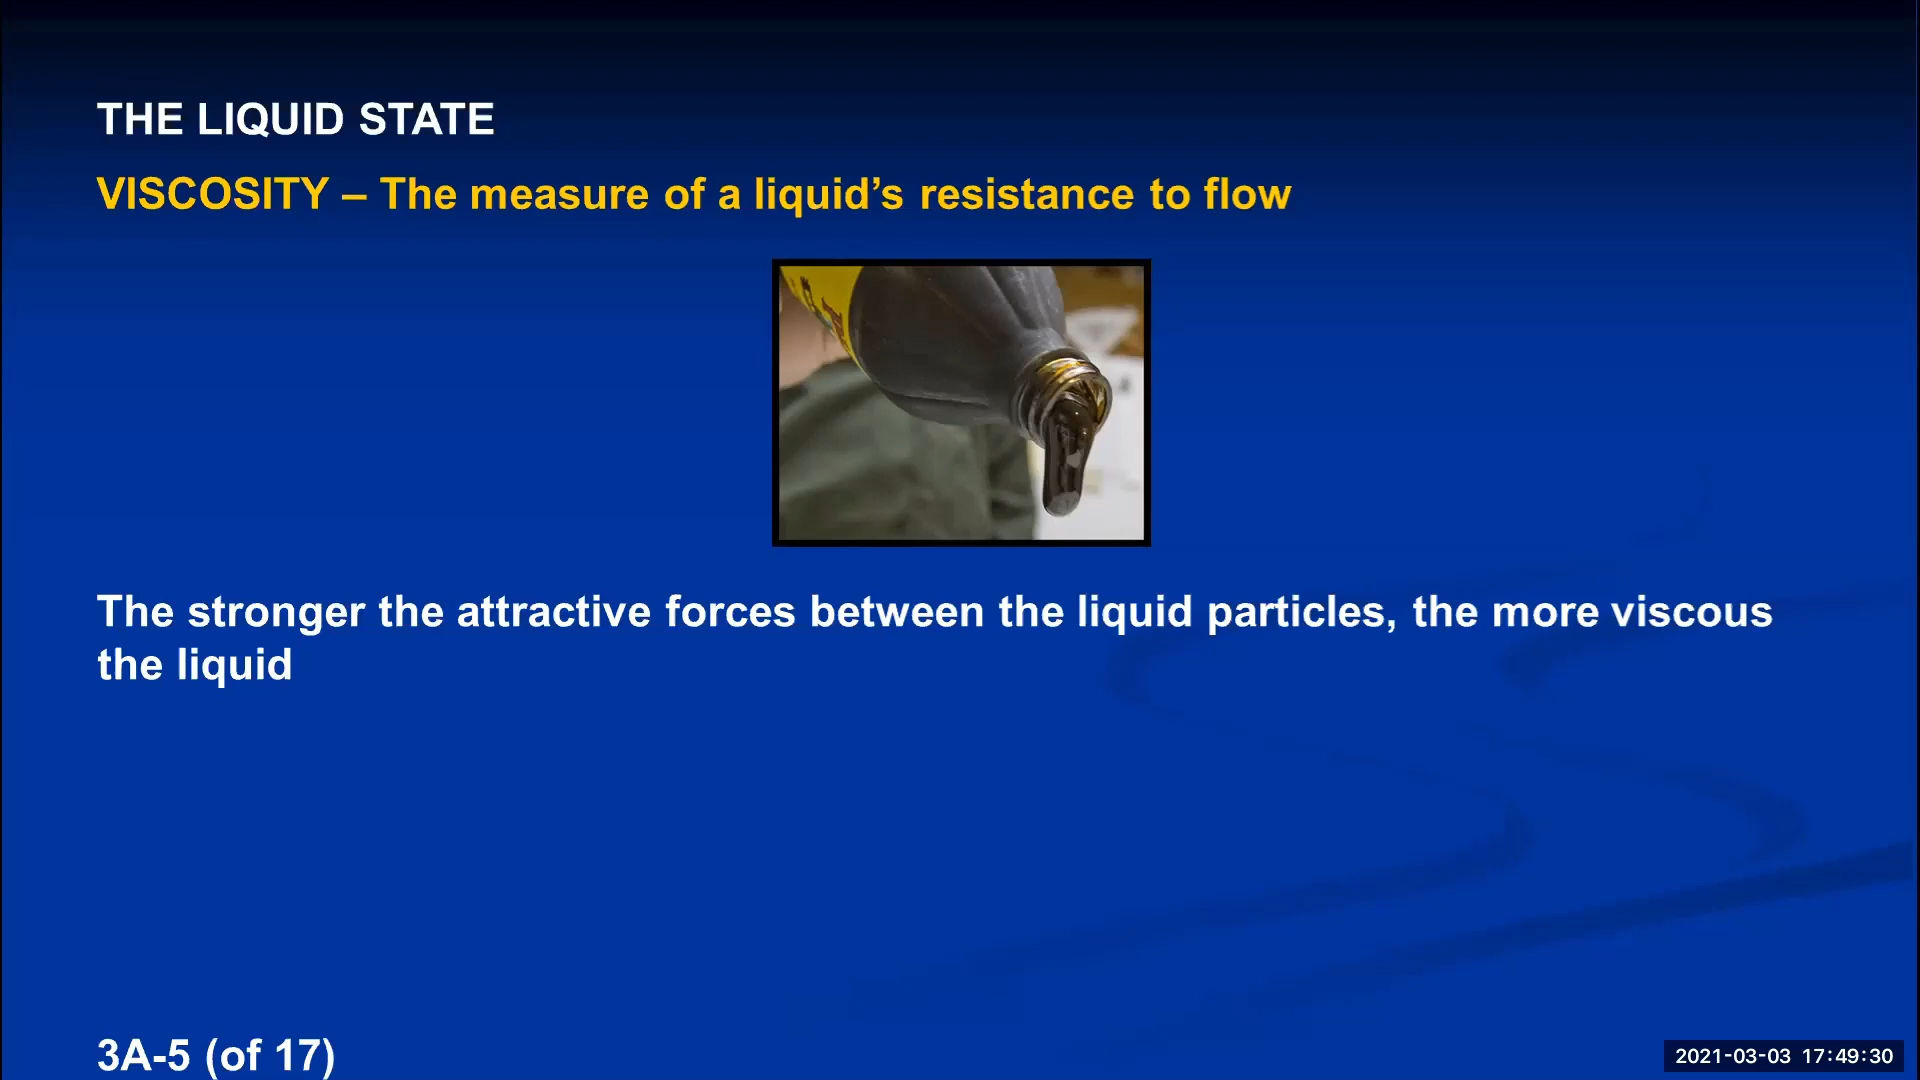 THE LIQUID STATE
VISCOSITY – The measure of a liquid’s resistance to flow
The stronger the attractive forces between the liquid particles, the more viscous
the liquid
3A-5 (of 17)
2021-03-03 17:49:30